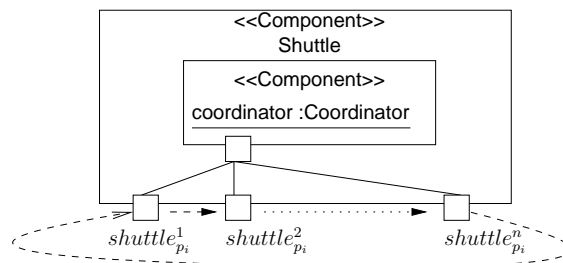 <<Component>>
Shuttle
<<Component>>
coordinator :Coordinator
shuttle^1_{p_i} shuttle^2_{p_i} shuttle^n_{p_i}